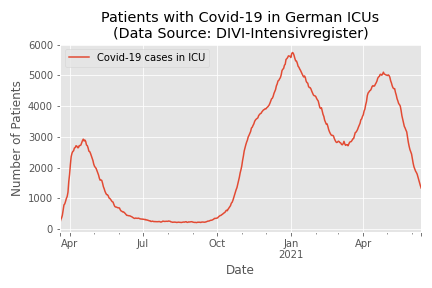 Patients with Covid-19 in German ICUs
(Data Source: DIVI-Intensivregister)
Number of Patients
6000
5000
4000
3000
2000
1000
0
Covid-19 cases in ICU
Apr
Jul
Oct
Jan
2021
Apr
Date